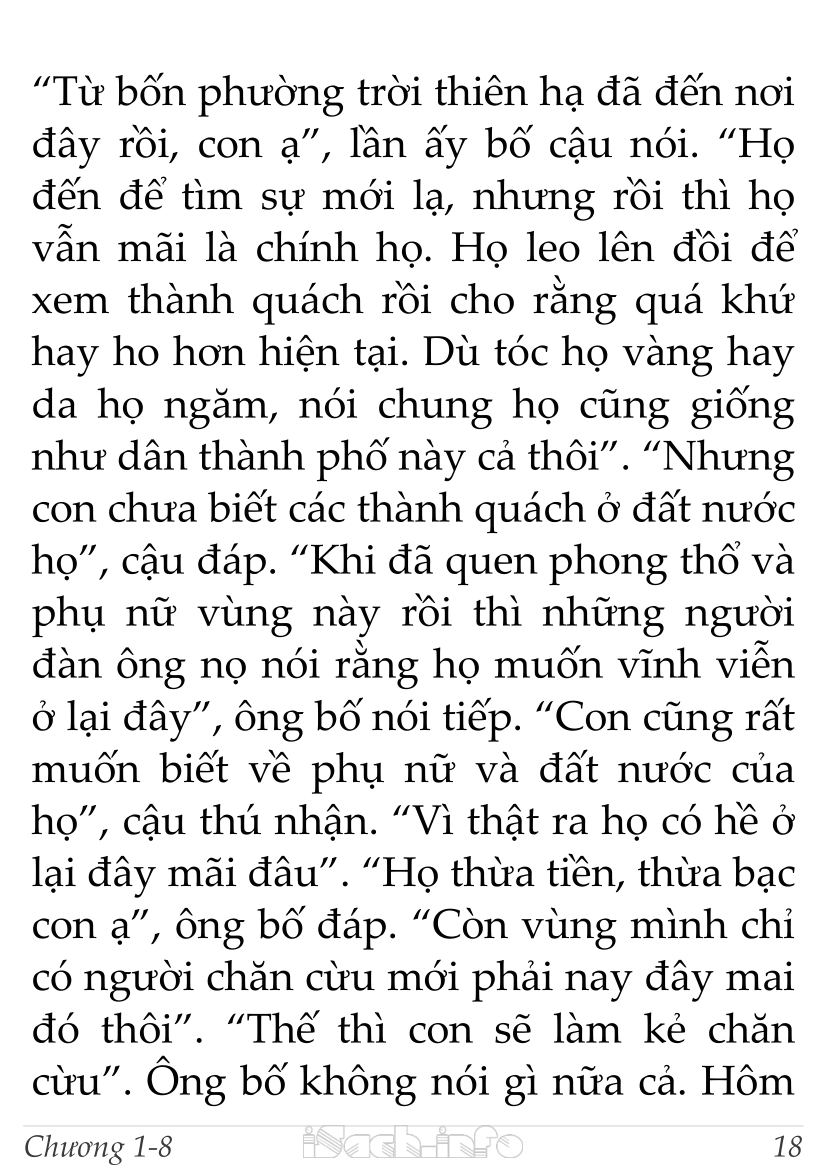 “Từ bốn phường trời thiên hạ đã đến nơi
đây rồi, con ạ”, lần ấy bố cậu nói. “Họ
đến để tìm sự mới lạ, nhưng rồi thì họ
vẫn mãi là chính họ. Họ leo lên đồi để
xem thành quách rồi cho rằng quá khứ
hay ho hơn hiện tại. Dù tóc họ vàng hay
da họ ngăm, nói chung họ cũng giống
như dân thành phố này cả thôi”. “Nhưng
con chưa biết các thành quách ở đất nước
họ”, cậu đáp. “Khi đã quen phong thổ và
phụ nữ vùng này rồi thì những người
đàn ông nọ nói rằng họ muốn vĩnh viễn
ở lại đây”, ông bố nói tiếp. “Con cũng rất
muốn biết về phụ nữ và đất nước của
họ”, cậu thú nhận. “Vì thật ra họ có hề ở
lại đây mãi đâu”. “Họ thừa tiền, thừa bạc
con ạ”, ông bố đáp. “Còn vùng mình chỉ
có người chăn cừu mới phải nay đây mai
đó thôi”. “Thế thì con sẽ làm kẻ chăn
cừu”. Ông bố không nói gì nữa cả. Hôm
Chương 1-8 iSach.info 18